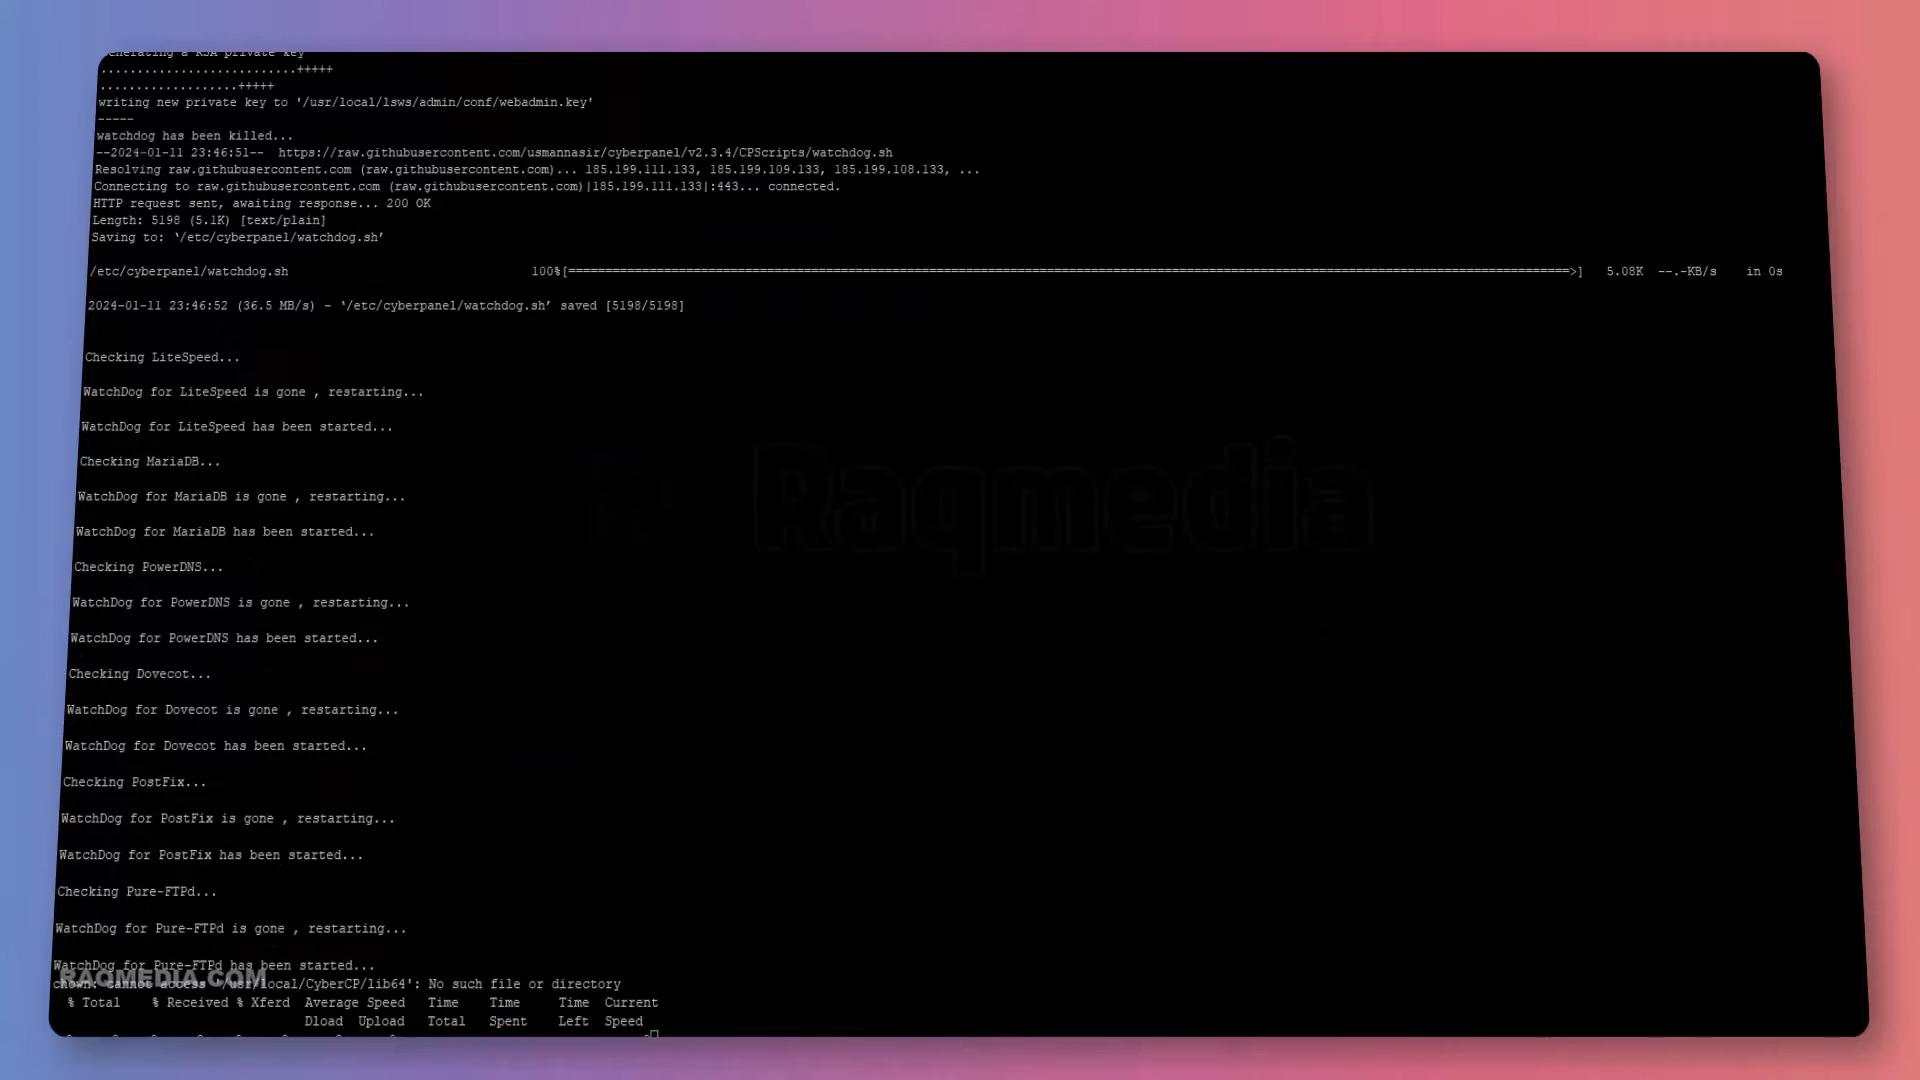 generating a RSA private key
...........................+++++
...................+++++
writing new private key to '/usr/local/lsws/admin/conf/webadmin.key'
-----
watchdog has been killed...
--2024-01-11 23:46:51--  https://raw.githubusercontent.com/usmannasir/cyberpanel/v2.3.4/CPScripts/watchdog.sh
Resolving raw.githubusercontent.com (raw.githubusercontent.com)... 185.199.111.133, 185.199.109.133, 185.199.108.133, ...
Connecting to raw.githubusercontent.com (raw.githubusercontent.com)|185.199.111.133|:443... connected.
HTTP request sent, awaiting response... 200 OK
Length: 5198 (5.1K) [text/plain]
Saving to: ‘/etc/cyberpanel/watchdog.sh’
/etc/cyberpanel/watchdog.sh 100%[=====================================================>] 5.08K --.-KB/s in 0s
2024-01-11 23:46:52 (36.5 MB/s) - ‘/etc/cyberpanel/watchdog.sh’ saved [5198/5198]
Checking LiteSpeed...
WatchDog for LiteSpeed is gone , restarting...
WatchDog for LiteSpeed has been started...
Checking MariaDB...
Raqmedia
WatchDog for MariaDB is gone , restarting...
WatchDog for MariaDB has been started...
Checking PowerDNS...
WatchDog for PowerDNS is gone , restarting...
WatchDog for PowerDNS has been started...
Checking Dovecot...
WatchDog for Dovecot is gone , restarting...
WatchDog for Dovecot has been started...
Checking PostFix...
WatchDog for PostFix is gone , restarting...
WatchDog for PostFix has been started...
Checking Pure-FTPd...
WatchDog for Pure-FTPd is gone , restarting...
WatchDog for Pure-FTPd has been started...
RAQMEDIA.COM
chown: cannot access '/usr/local/CyberCP/lib64': No such file or directory
% Total % Received % Xferd Average Speed Time Time Time Current
Dload Upload Total Spent Left Speed